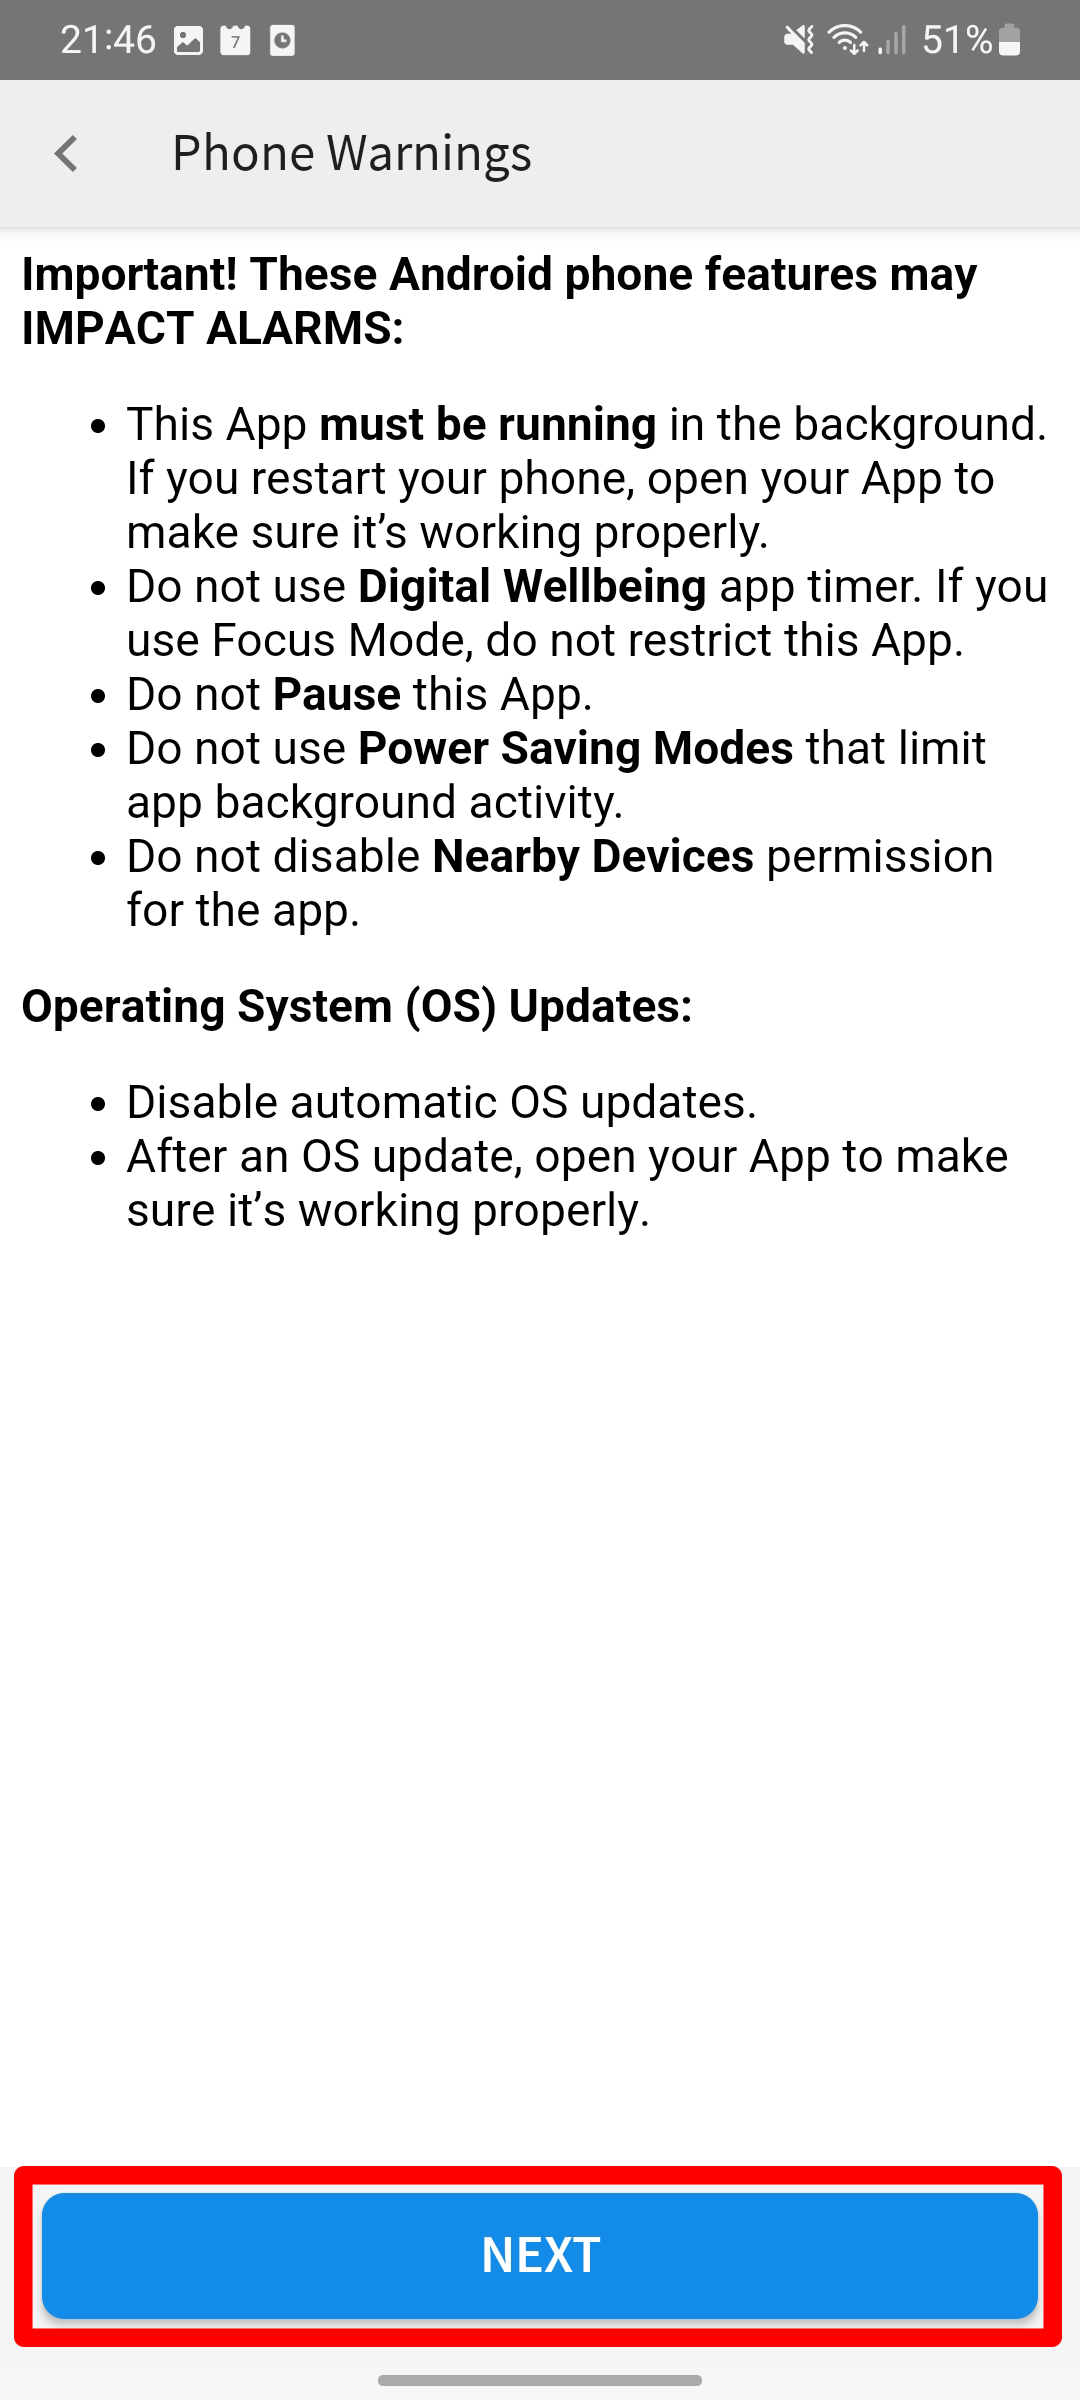 21:46 7 51%
Phone Warnings
Important! These Android phone features may
IMPACT ALARMS:
• This App must be running in the background.
If you restart your phone, open your App to
make sure it’s working properly.
• Do not use Digital Wellbeing app timer. If you
use Focus Mode, do not restrict this App.
• Do not Pause this App.
• Do not use Power Saving Modes that limit
app background activity.
• Do not disable Nearby Devices permission
for the app.
Operating System (OS) Updates:
• Disable automatic OS updates.
• After an OS update, open your App to make
sure it’s working properly.
NEXT